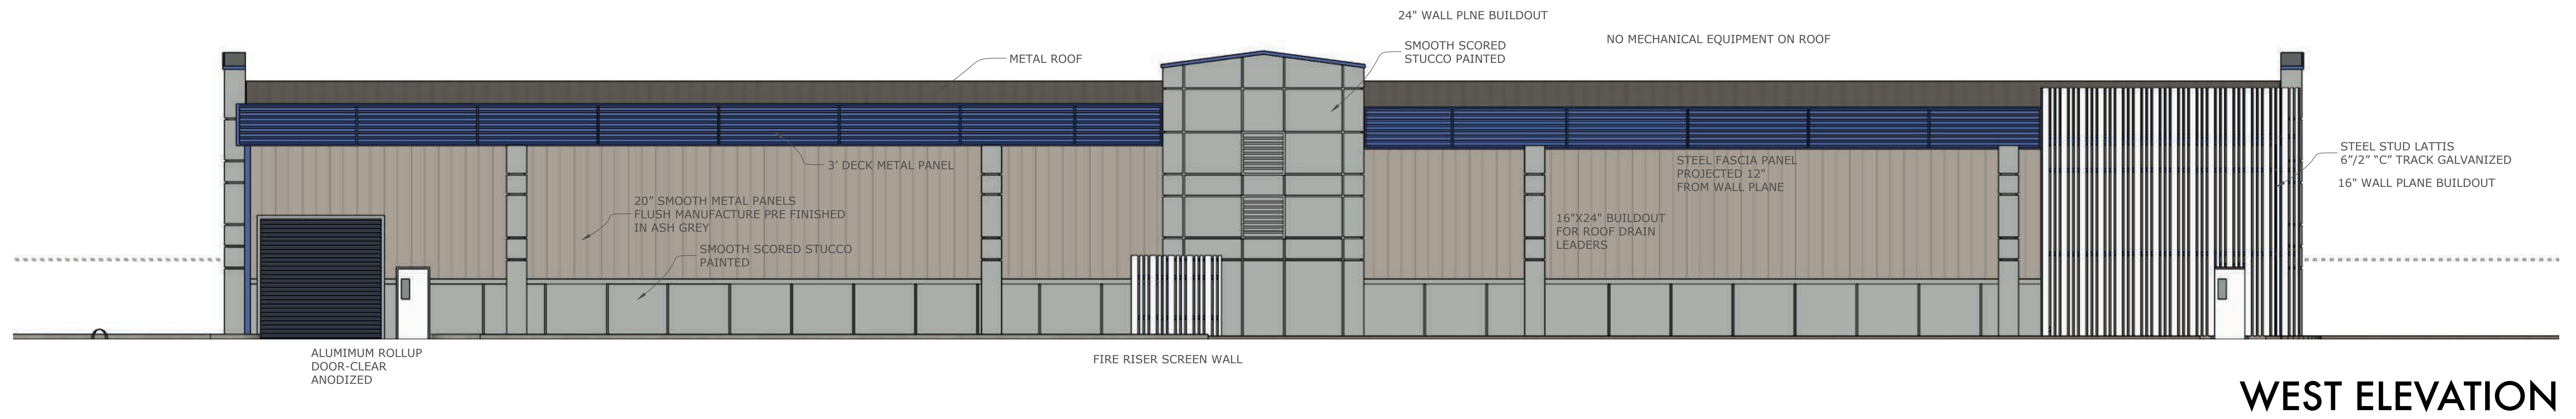 24" WALL PLNE BUILDOUT
SMOOTH SCORED
STUCCO PAINTED
NO MECHANICAL EQUIPMENT ON ROOF
METAL ROOF
3' DECK METAL PANEL
20" SMOOTH METAL PANELS
FLUSH MANUFACTURE PRE FINISHED
IN ASH GREY
SMOOTH SCORED STUCCO
PAINTED
STEEL FASCIA PANEL
PROJECTED 12"
FROM WALL PLANE
16"X24" BUILDOUT
FOR ROOF DRAIN
LEADERS
STEEL STUD LATTIS
6"/2" “C” TRACK GALVANIZED
16" WALL PLANE BUILDOUT
ALUMIMUM ROLLUP
DOOR-CLEAR
ANODIZED
FIRE RISER SCREEN WALL
WEST ELEVATION